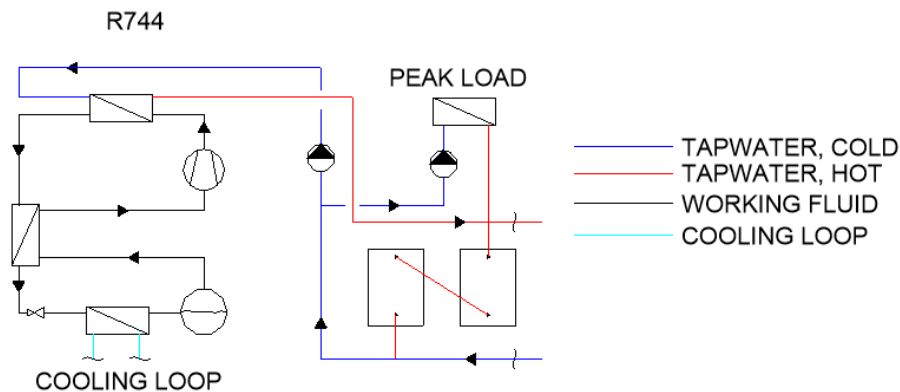 R744
PEAK LOAD
TAPWATER, COLD
TAPWATER, HOT
WORKING FLUID
COOLING LOOP
COOLING LOOP